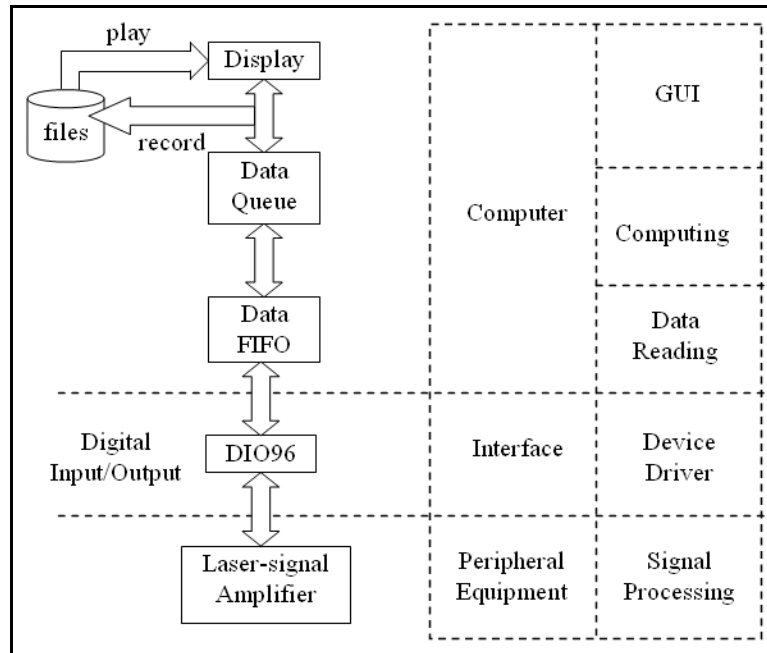 play
Display
files
record
Data
Queue
Data
FIFO
Digital
Input/Output
DIO96
Laser-signal
Amplifier
Computer
GUI
Computing
Data
Reading
Interface
Device
Driver
Peripheral
Equipment
Signal
Processing